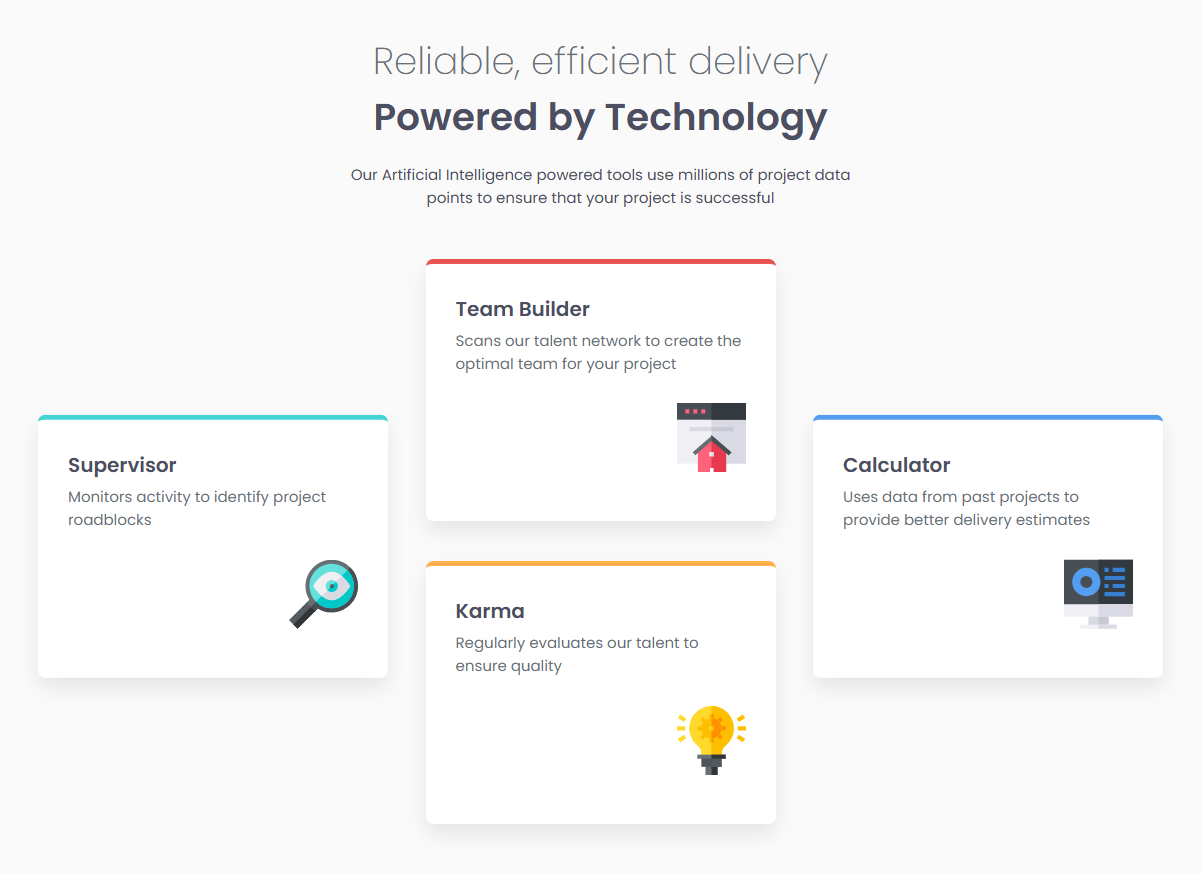 Reliable, efficient delivery
Powered by Technology
Our Artificial Intelligence powered tools use millions of project data
points to ensure that your project is successful
Team Builder
Scans our talent network to create the
optimal team for your project
Supervisor
Monitors activity to identify project
roadblocks
Calculator
Uses data from past projects to
provide better delivery estimates
Karma
Regularly evaluates our talent to
ensure quality